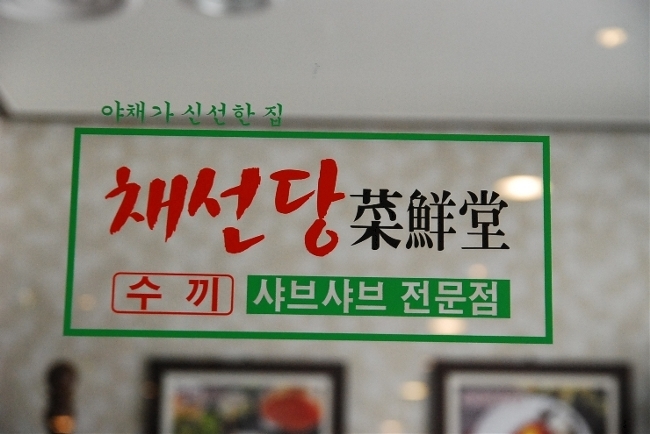 야채가 신선한 집
채선당 菜鮮堂
수끼 샤브샤브 전문점